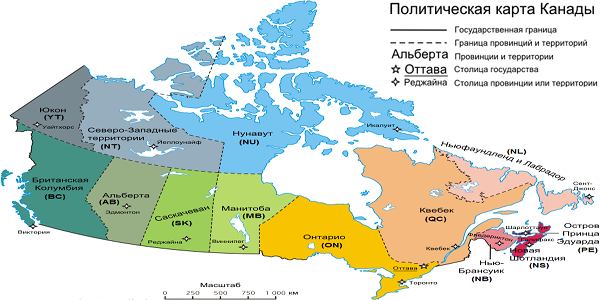 Политическая карта Канады
Государственная граница
Граница провинций и территорий
Альберта Провинции и территории
Оттава Столица государства
Реджайна Столица провинции или территории
Юкон
(YT)
Уайтхорс
Северо-Западные
территории
(NT)
Йеллоунайф
Нунавут
(NU)
Икалуит
(NL)
Ньюфаундленд и Лабрадор
Сент-
Джонс
Британская
Колумбия
(BC)
Виктория
Альберта
(AB)
Эдмонтон
Саскачеван
(SK)
Реджайна
Манитоба
(MB)
Виннипег
Онтарио
(ON)
Оттава
Торонто
Квебек
(QC)
Квебек
Шарлоттаун
Фредериктон
Галифакс
Остров
Принца
Эдуарда
(PE)
Новая
Шотландия
(NS)
Нью-
Брансуик
(NB)
Масштаб
0 250 500 1 000 км